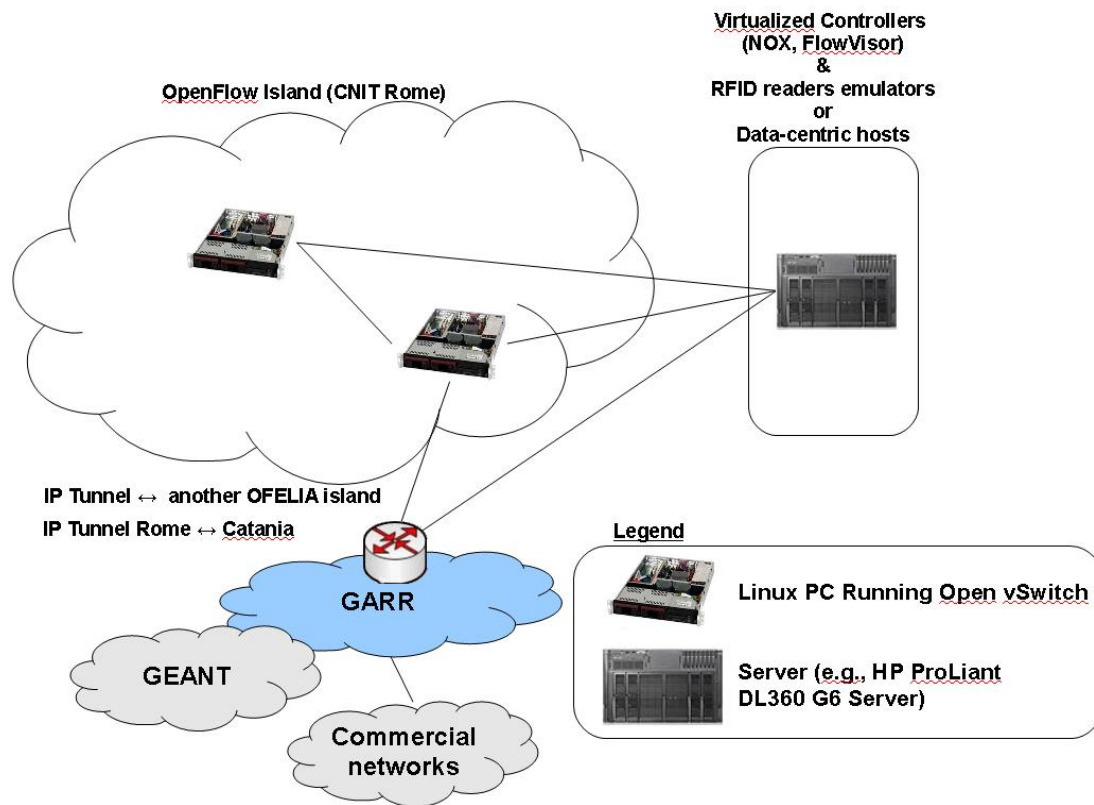 Virtualized Controllers
(NOX, FlowVisor)
&
RFID readers emulators
or
Data-centric hosts
OpenFlow Island (CNIT Rome)
IP Tunnel ↔ another OFELIA island
IP Tunnel Rome ↔ Catania
GARR
GEANT
Commercial
networks
Legend
Linux PC Running Open vSwitch
Server (e.g., HP ProLiant
DL360 G6 Server)